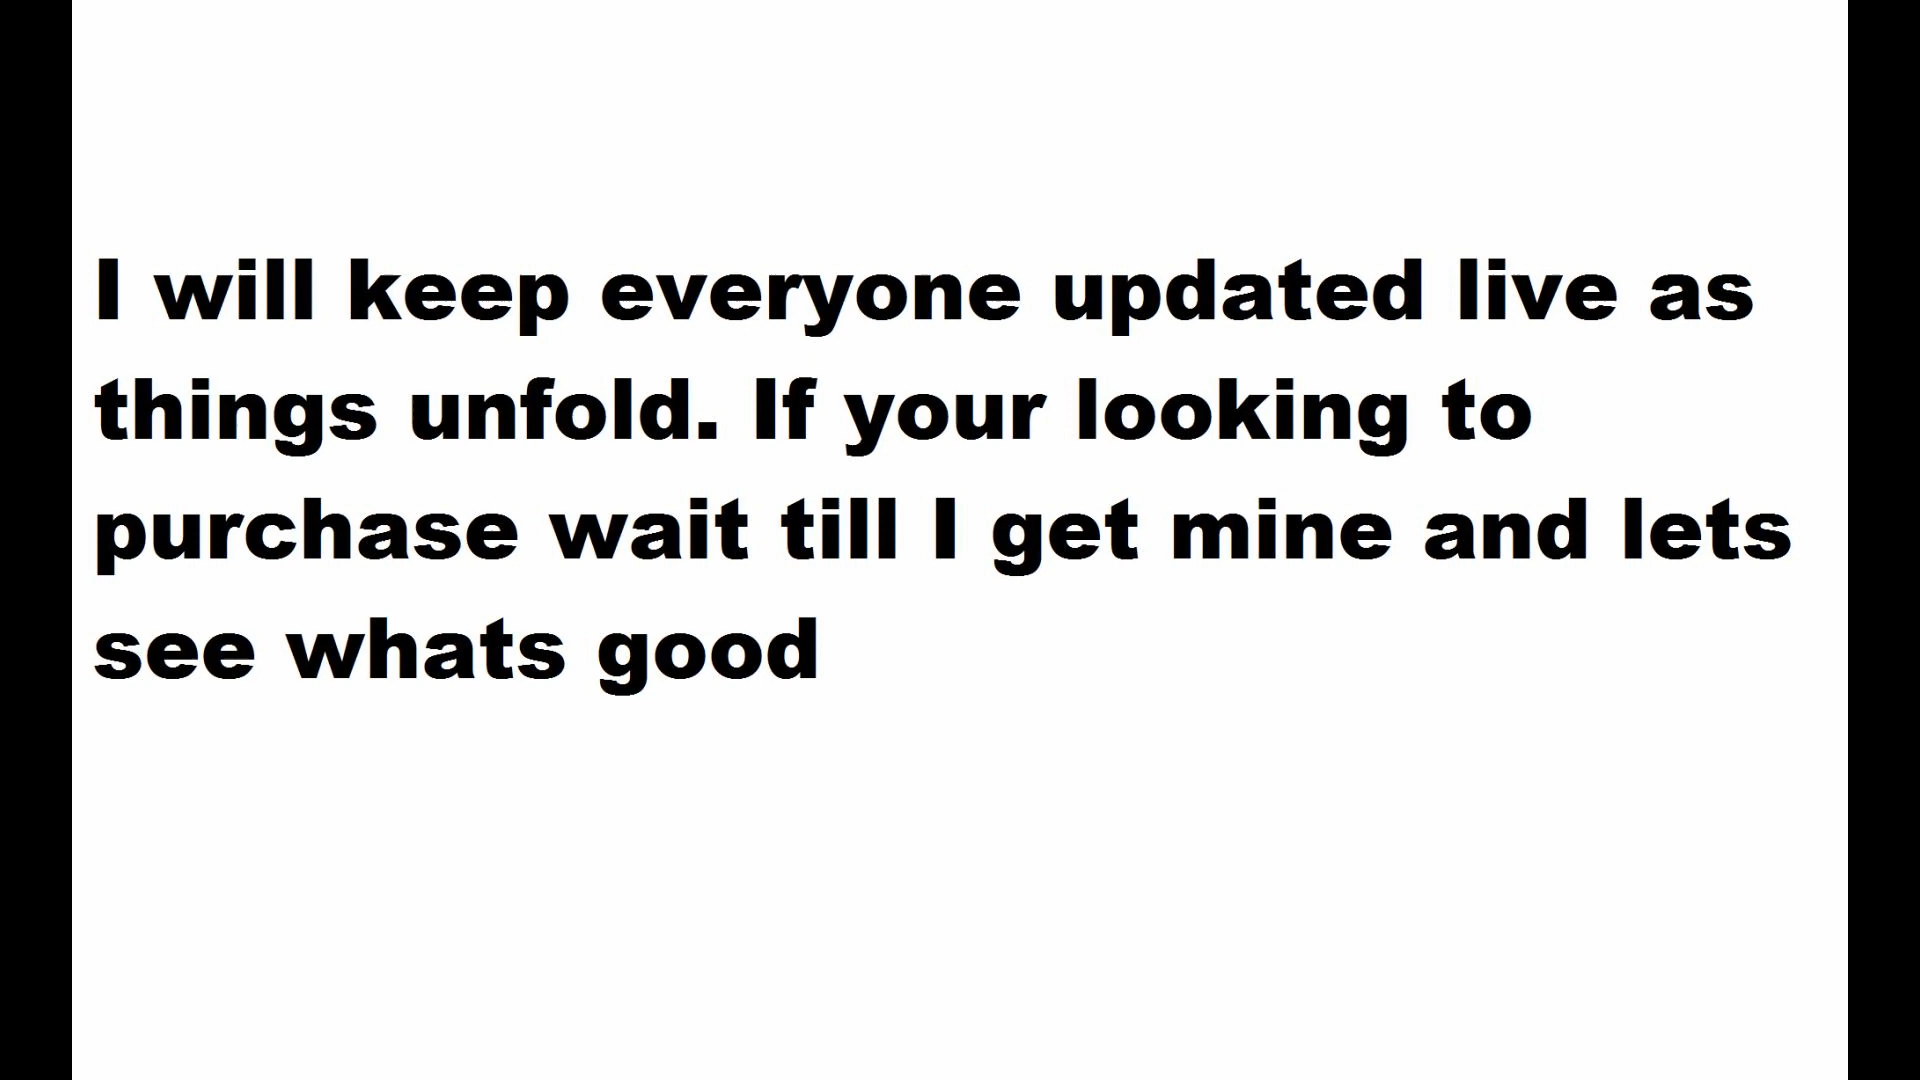 I will keep everyone updated live as
things unfold. If your looking to
purchase wait till I get mine and lets
see whats good